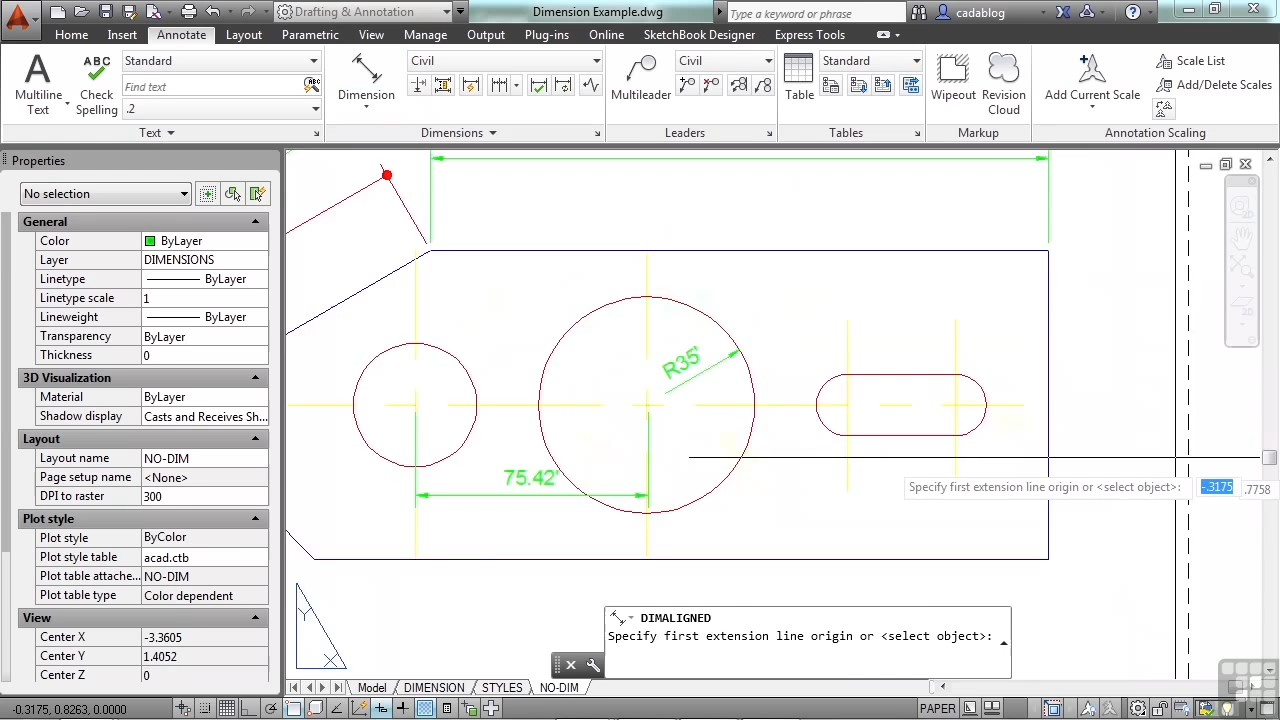 Drafting & Annotation
Dimension Example.dwg
Type a keyword or phrase
cadablog
Home Insert Annotate Layout Parametric View Manage Output Plug-ins Online SketchBook Designer Express Tools
Multiline Text
ABC
Check Spelling
Standard
Find text
.2
Text
Dimension
Civil
Dimensions
Multileader
Civil
Leaders
Table
Standard
Tables
Wipeout
Revision Cloud
Markup
Add Current Scale
Scale List
Add/Delete Scales
Annotation Scaling
Properties
No selection
General
Color ByLayer
Layer DIMENSIONS
Linetype ByLayer
Linetype scale 1
Lineweight ByLayer
Transparency ByLayer
Thickness 0
3D Visualization
Material ByLayer
Shadow display Casts and Receives Sh...
Layout
Layout name NO-DIM
Page setup name <None>
DPI to raster 300
Plot style
Plot style ByColor
Plot style table acad.ctb
Plot table attache... NO-DIM
Plot table type Color dependent
View
Center X -3.3605
Center Y 1.4052
Center Z 0
R35'
75.42'
Specify first extension line origin or <select object>: -.3175 .7758
Y
X
DIMALIGNED
Specify first extension line origin or <select object>:
Model DIMENSION STYLES NO-DIM
-0.3175, 0.8263, 0.0000
PAPER